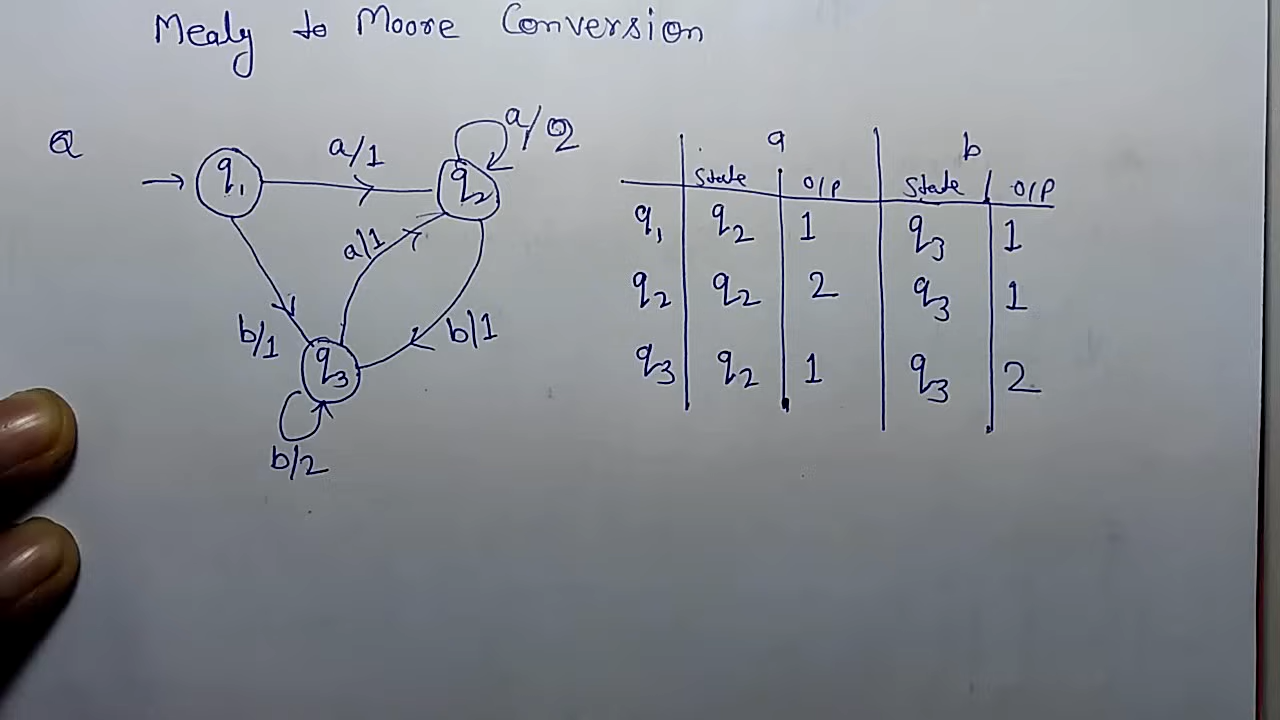 Mealy to Moore Conversion
Q
a/1
a/2
q1
q2
a/1
b/1
b/1
q3
b/2
a b
State O/P State O/P
q1 q2 1 q3 1
q2 q2 2 q3 1
q3 q2 1 q3 2